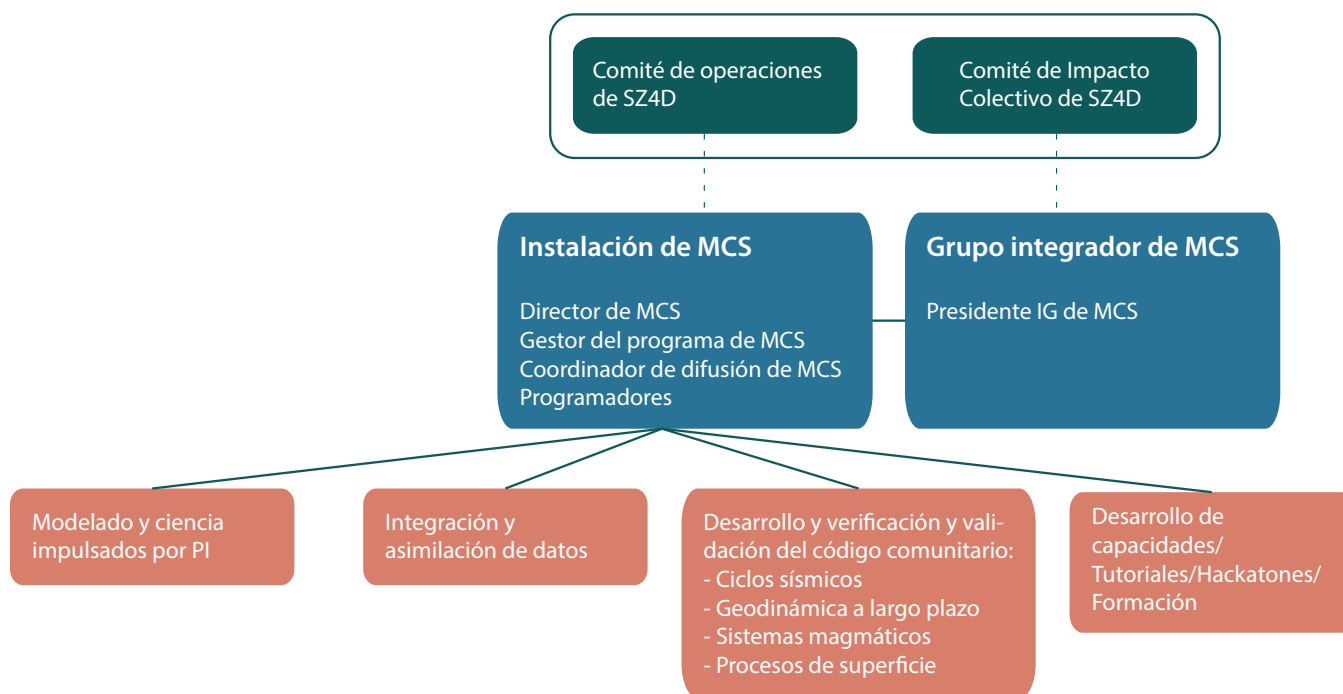 Comité de operaciones
de SZ4D
Comité de Impacto
Colectivo de SZ4D
Instalación de MCS
Director de MCS
Gestor del programa de MCS
Coordinador de difusión de MCS
Programadores
Grupo integrador de MCS
Presidente IG de MCS
Modelado y ciencia
impulsados por PI
Integración y
asimilación de datos
Desarrollo y verificación y vali-
dación del código comunitario:
- Ciclos sísmicos
- Geodinámica a largo plazo
- Sistemas magmáticos
- Procesos de superficie
Desarrollo de
capacidades/
Tutoriales/Hackatones/
Formación